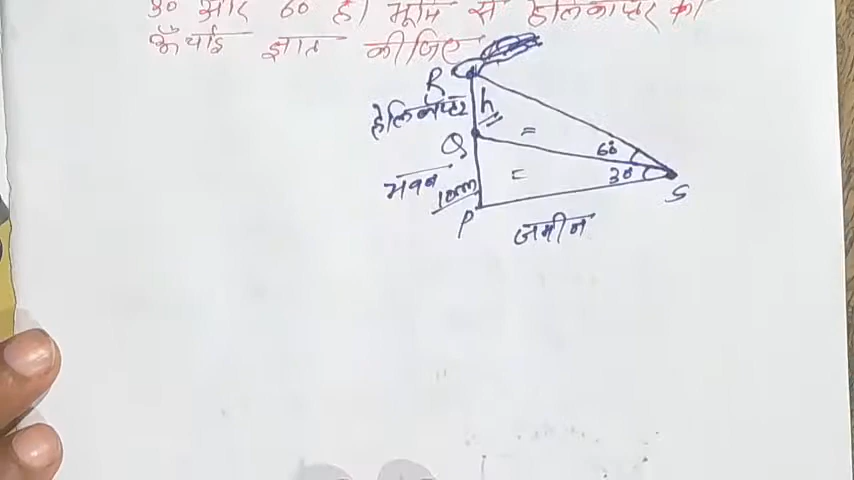 30 और 60 है। भूमि से हेलिकाप्टर की
ऊँचाई ज्ञात कीजिए
R
हेलिकाप्टर h
Q
60
भवन
30
10m
S
P
जमीन